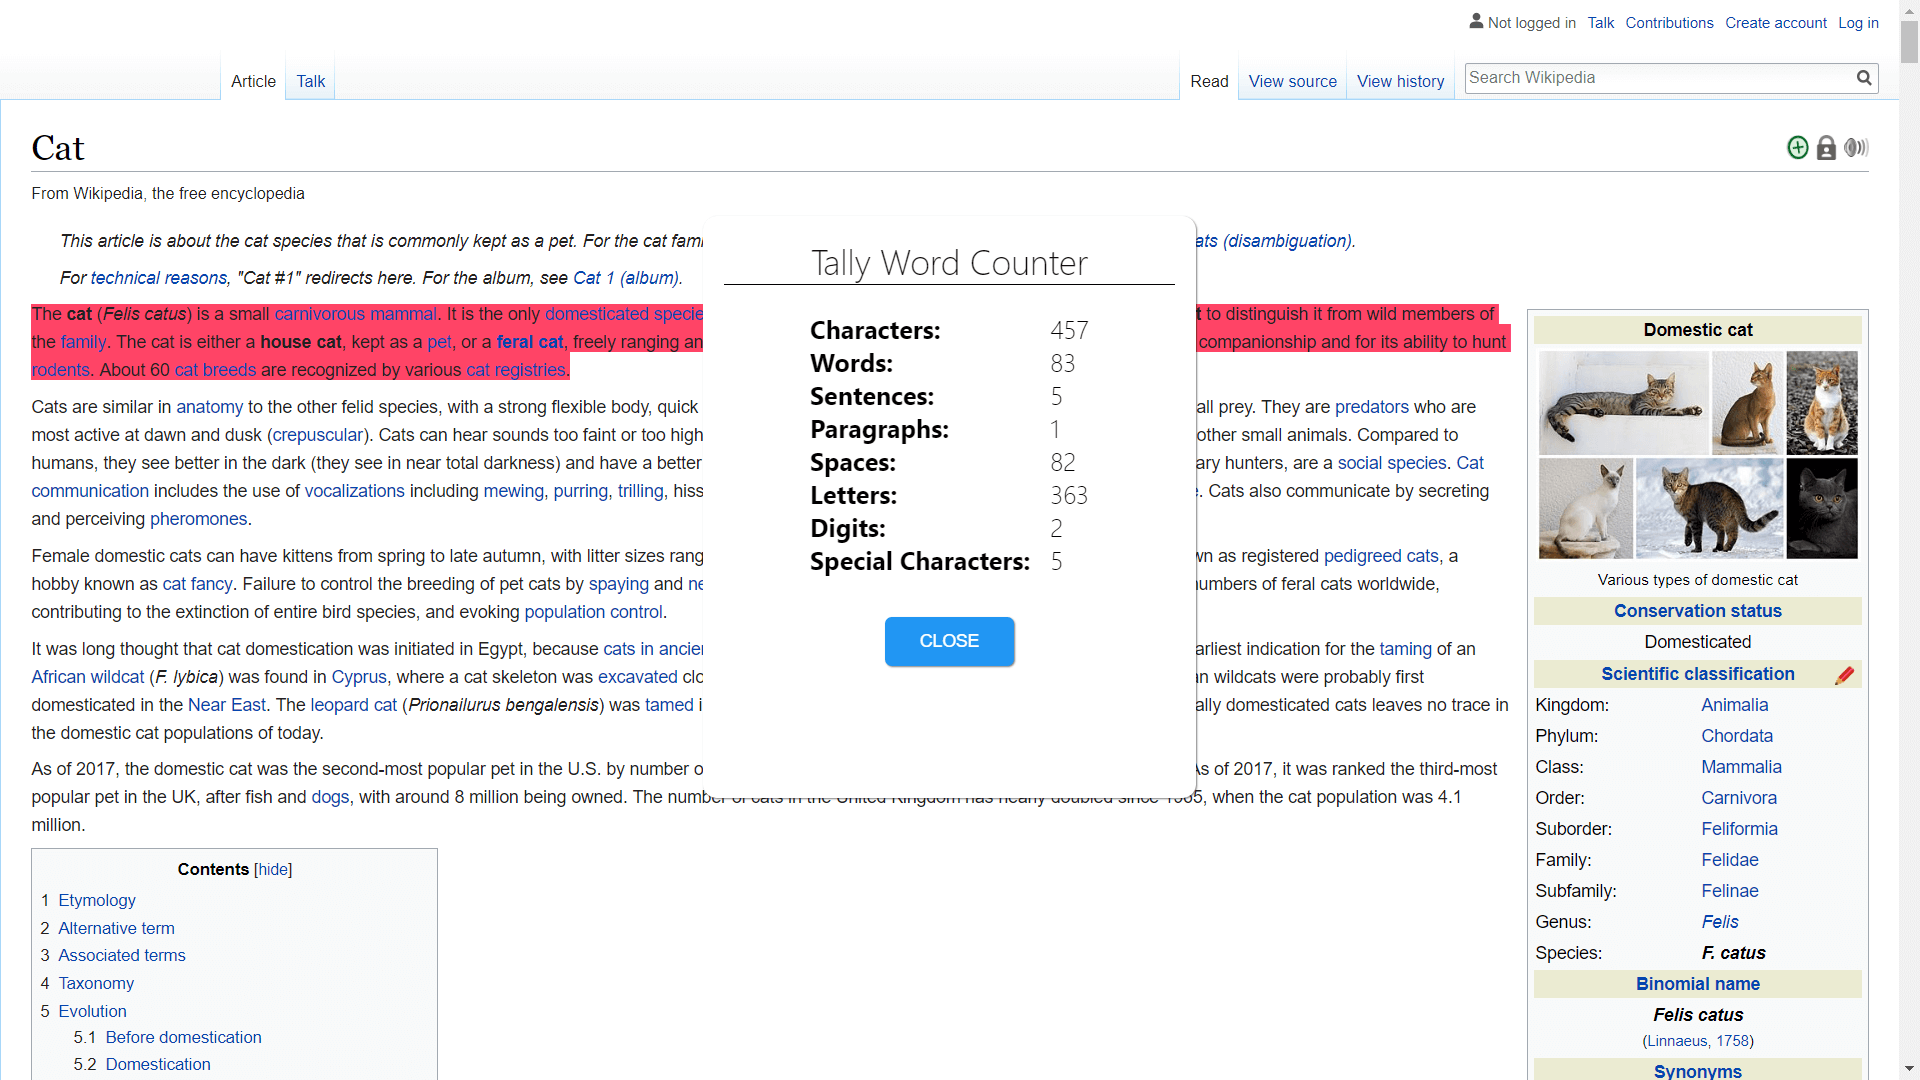 Not logged in Talk Contributions Create account Log in
Article Talk Read View source View history Search Wikipedia
Cat
From Wikipedia, the free encyclopedia
This article is about the cat species that is commonly kept as a pet. For the cat fami
ats (disambiguation).
For technical reasons, "Cat #1" redirects here. For the album, see Cat 1 (album).
The cat (Felis catus) is a small carnivorous mammal. It is the only domesticated specie
t to distinguish it from wild members of
the family. The cat is either a house cat, kept as a pet, or a feral cat, freely ranging an
companionship and for its ability to hunt
rodents. About 60 cat breeds are recognized by various cat registries.
Cats are similar in anatomy to the other felid species, with a strong flexible body, quick
all prey. They are predators who are
most active at dawn and dusk (crepuscular). Cats can hear sounds too faint or too high
other small animals. Compared to
humans, they see better in the dark (they see in near total darkness) and have a better
ary hunters, are a social species. Cat
communication includes the use of vocalizations including mewing, purring, trilling, hiss
. Cats also communicate by secreting
and perceiving pheromones.
Female domestic cats can have kittens from spring to late autumn, with litter sizes rang
wn as registered pedigreed cats, a
hobby known as cat fancy. Failure to control the breeding of pet cats by spaying and ne
numbers of feral cats worldwide,
contributing to the extinction of entire bird species, and evoking population control.
It was long thought that cat domestication was initiated in Egypt, because cats in ancien
arliest indication for the taming of an
African wildcat (F. lybica) was found in Cyprus, where a cat skeleton was excavated clo
n wildcats were probably first
domesticated in the Near East. The leopard cat (Prionailurus bengalensis) was tamed i
ally domesticated cats leaves no trace in
the domestic cat populations of today.
As of 2017, the domestic cat was the second-most popular pet in the U.S. by number o
As of 2017, it was ranked the third-most
popular pet in the UK, after fish and dogs, with around 8 million being owned. The number of cats in the United Kingdom has nearly doubled since 1965, when the cat population was 4.1
million.
Tally Word Counter
Characters: 457
Words: 83
Sentences: 5
Paragraphs: 1
Spaces: 82
Letters: 363
Digits: 2
Special Characters: 5
CLOSE
Contents [hide]
1 Etymology
2 Alternative term
3 Associated terms
4 Taxonomy
5 Evolution
5.1 Before domestication
5.2 Domestication
Domestic cat
Various types of domestic cat
Conservation status
Domesticated
Scientific classification
Kingdom: Animalia
Phylum: Chordata
Class: Mammalia
Order: Carnivora
Suborder: Feliformia
Family: Felidae
Subfamily: Felinae
Genus: Felis
Species: F. catus
Binomial name
Felis catus
(Linnaeus, 1758)
Synonyms